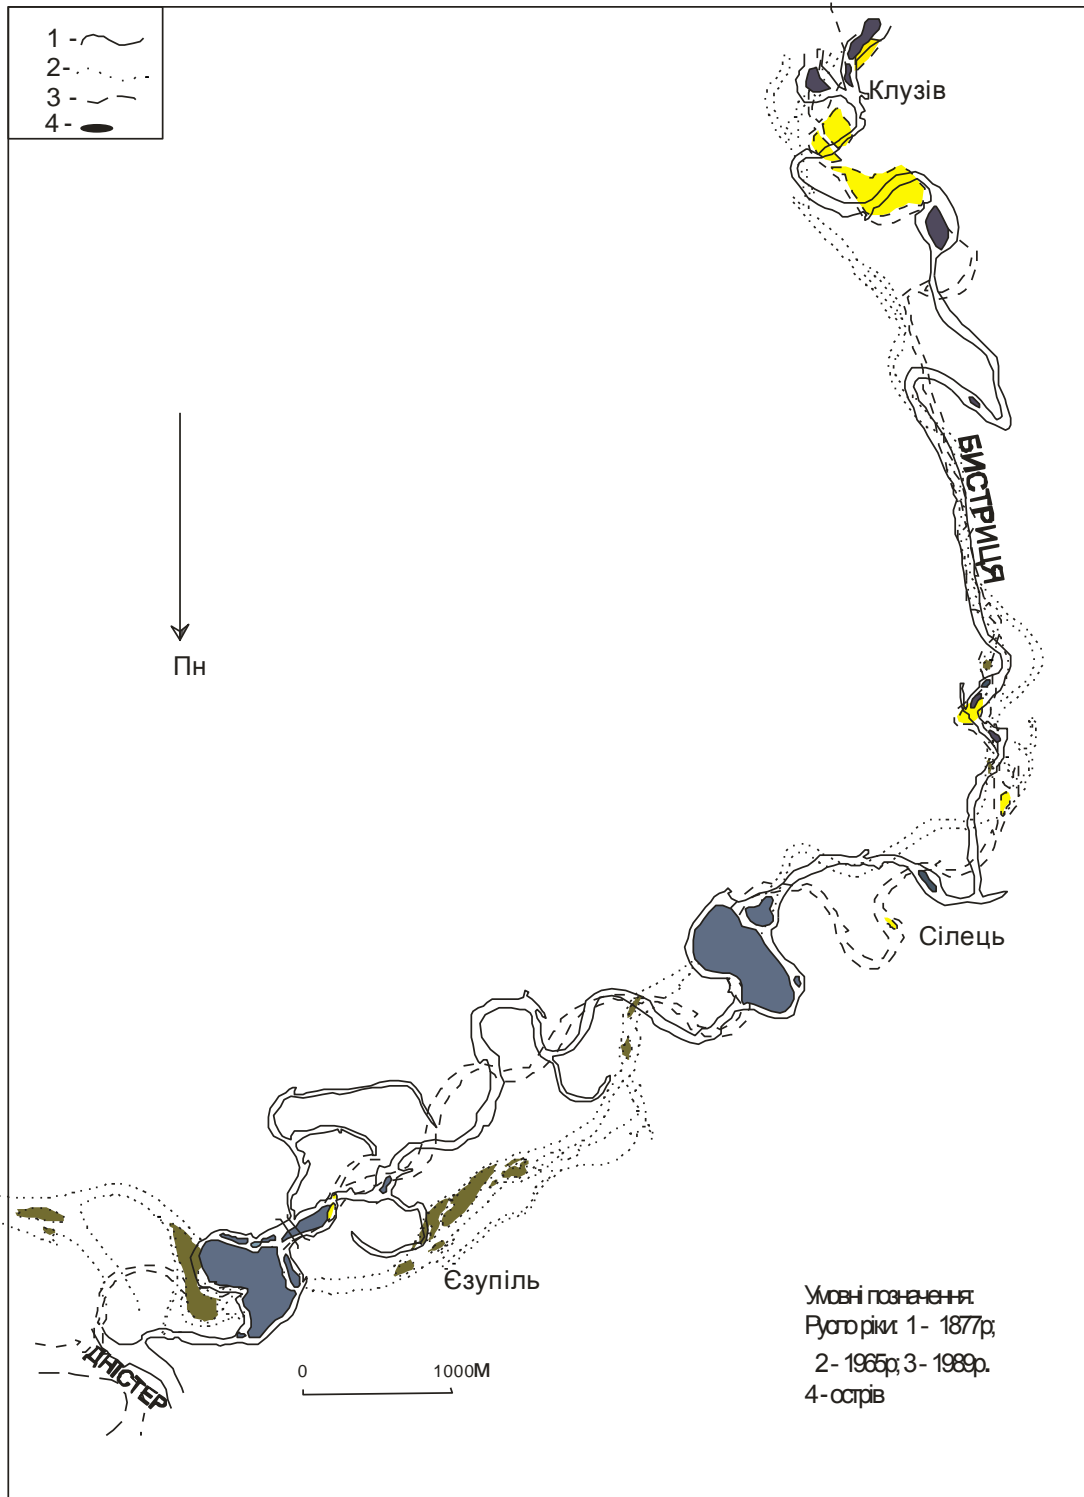 1 -
2-
3 -
4 -
Клузів
БИСТРИЦЯ
Пн
Сілець
Єзупіль
ДНІСТЕР
0 1000М
Умовні позначення:
Русло ріки: 1 - 1877р;
2 - 1965р; 3 - 1989р.
4 - острів